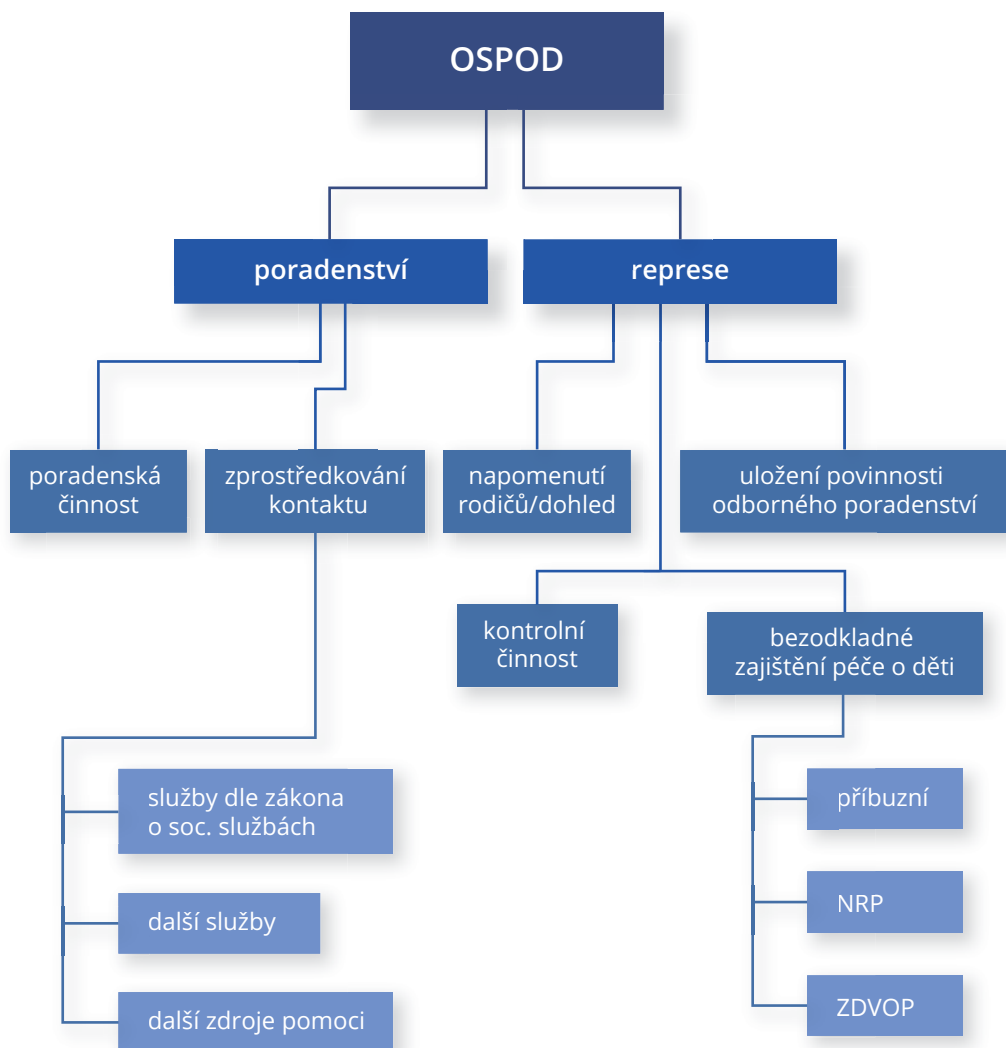 OSPOD
poradenství
represe
poradenská
činnost
zprostředkování
kontaktu
napomenutí
rodičů/dohled
uložení povinnosti
odborného poradenství
kontrolní
činnost
bezodkladné
zajištění péče o děti
služby dle zákona
o soc. službách
další služby
další zdroje pomoci
příbuzní
NRP
ZDVOP